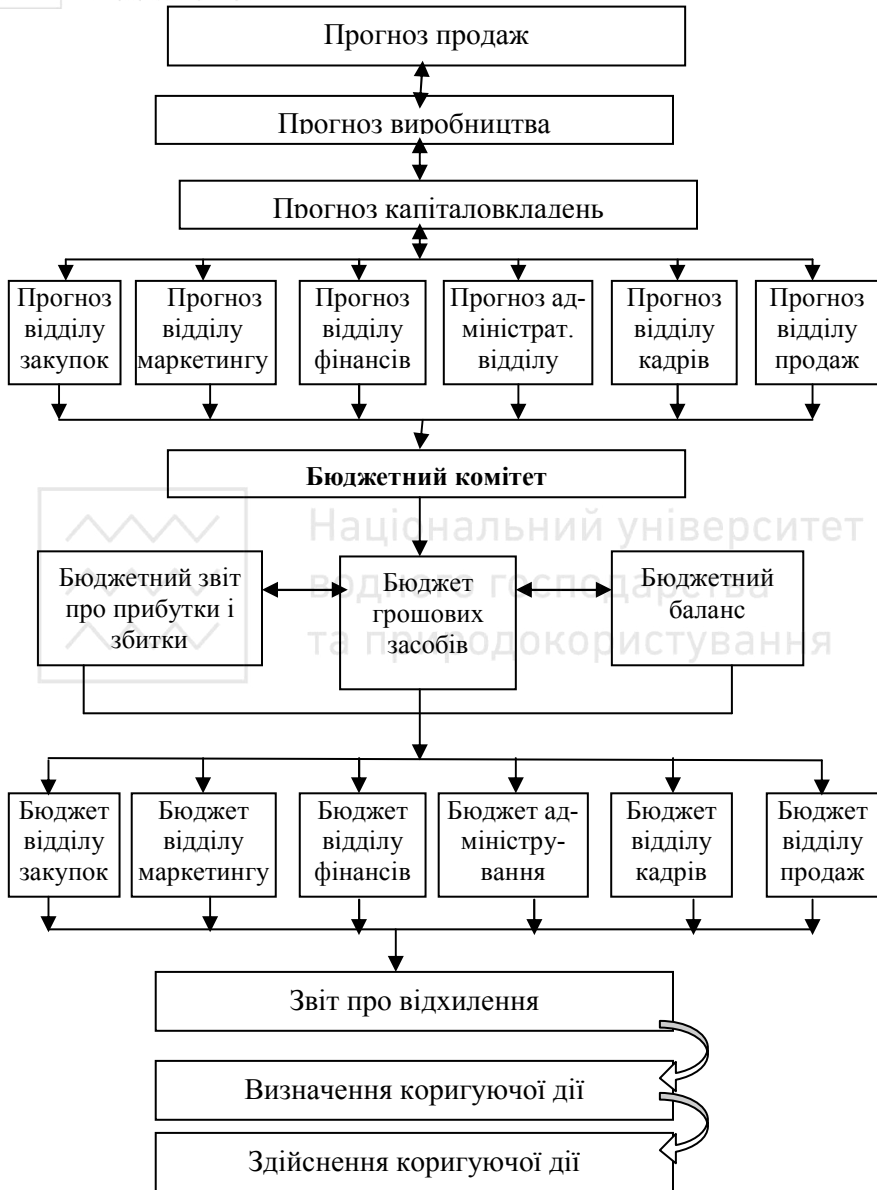 Прогноз продаж
Прогноз виробництва
Прогноз капіталовкладень
Прогноз
відділу
закупок
Прогноз
відділу
маркетингу
Прогноз
відділу
фінансів
Прогноз ад-
міністрат.
відділу
Прогноз
відділу
кадрів
Прогноз
відділу
продаж
Бюджетний комітет
Національний університет
водного господарства
та природокористування
Бюджетний звіт
про прибутки і
збитки
Бюджет
грошових
засобів
Бюджетний
баланс
Бюджет
відділу
закупок
Бюджет
відділу
маркетингу
Бюджет
відділу
фінансів
Бюджет ад-
міністру-
вання
Бюджет
відділу
кадрів
Бюджет
відділу
продаж
Звіт про відхилення
Визначення коригуючої дії
Здійснення коригуючої дії